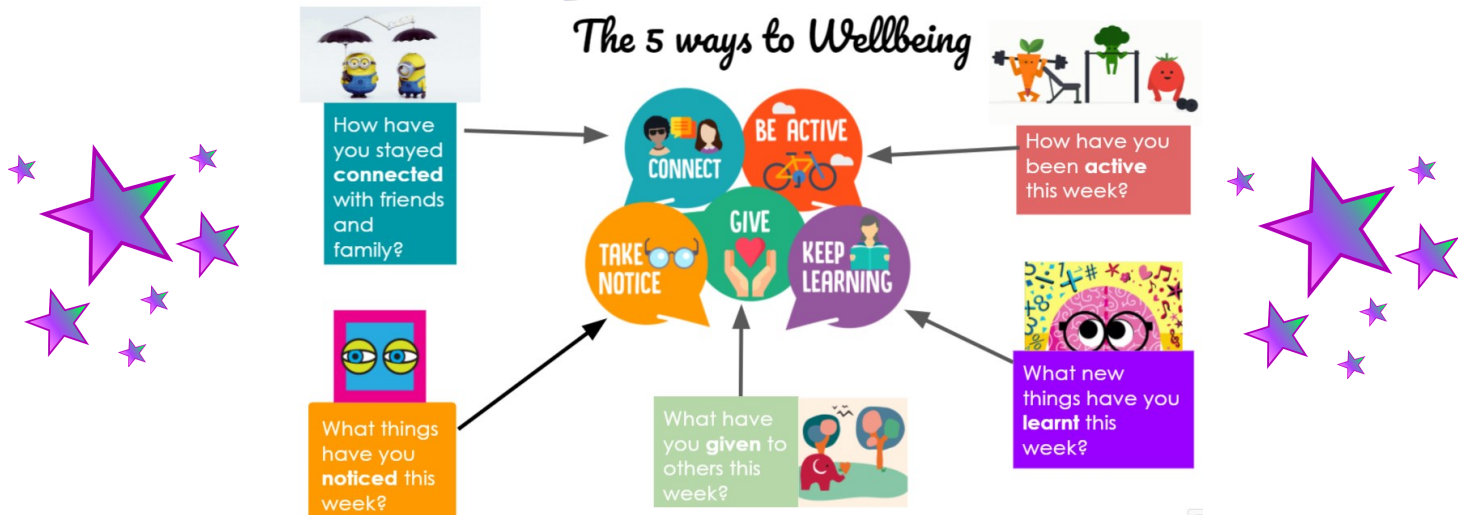 The 5 ways to Wellbeing
How have
you stayed
connected
with friends
and
family?
CONNECT
BE ACTIVE
How have you
been active
this week?
TAKE
NOTICE
GIVE
KEEP
LEARNING
What things
have you
noticed this
week?
What have
you given to
others this
week?
What new
things have you
learnt this
week?